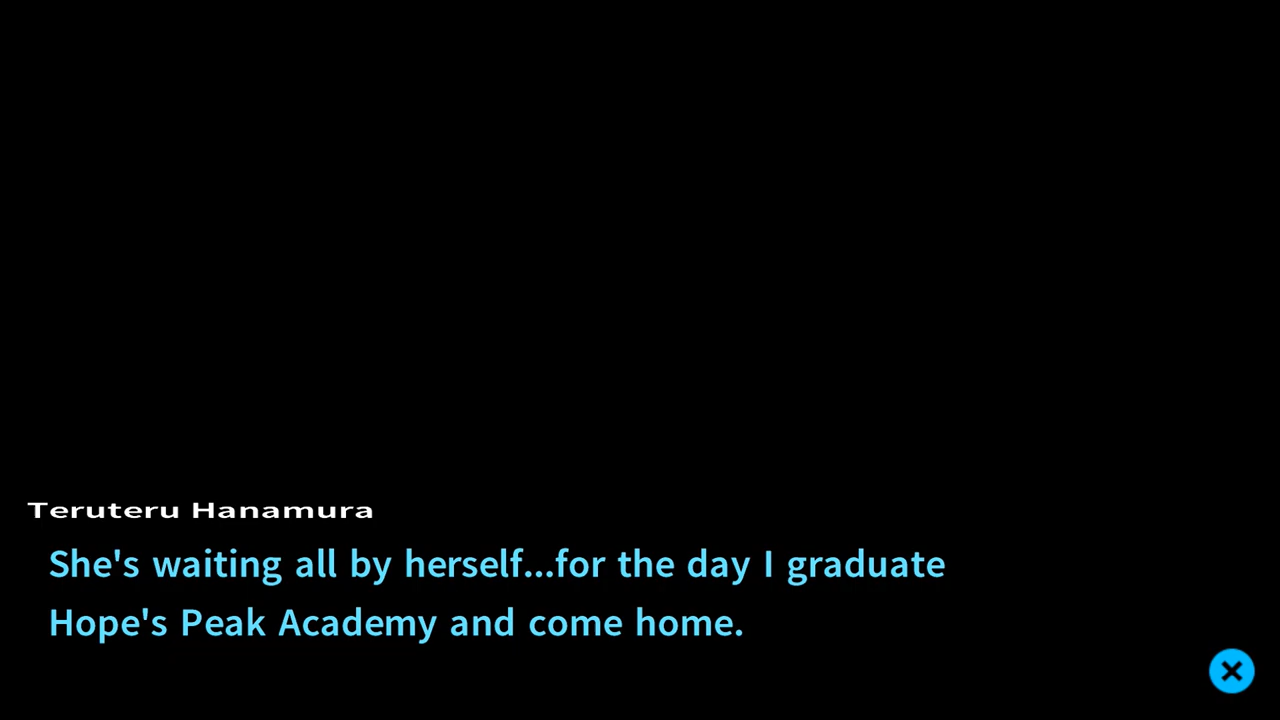 Teruteru Hanamura
She's waiting all by herself...for the day I graduate
Hope's Peak Academy and come home.